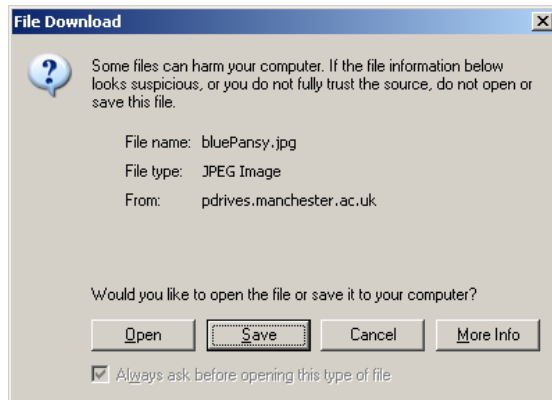 File Download
Some files can harm your computer. If the file information below
looks suspicious, or you do not fully trust the source, do not open or
save this file.
File name: bluePansy.jpg
File type: JPEG Image
From: pdrives.manchester.ac.uk
Would you like to open the file or save it to your computer?
Open Save Cancel More Info
Always ask before opening this type of file